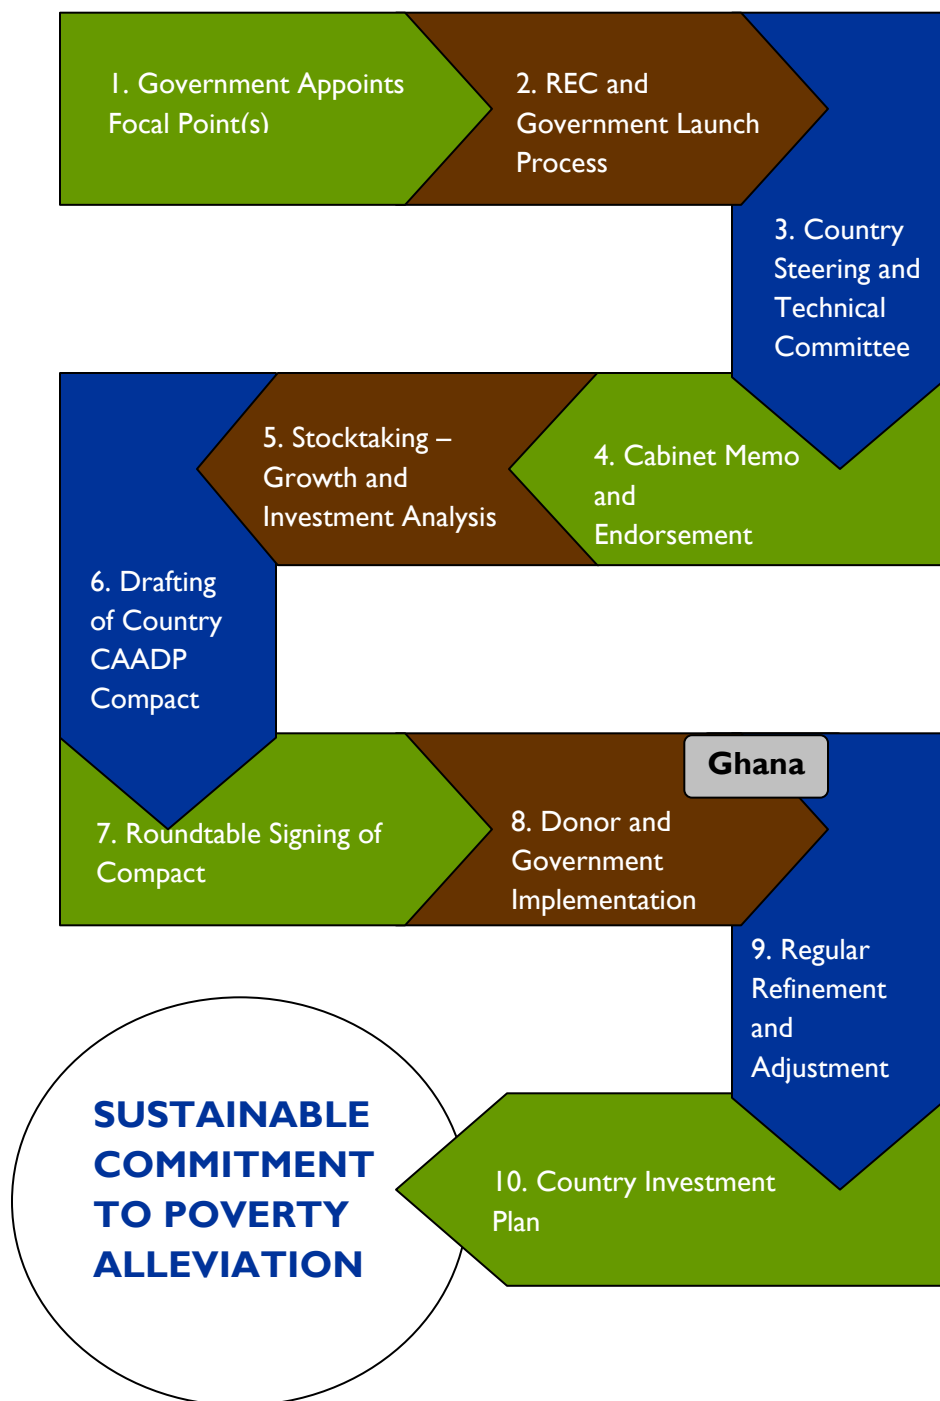 1. Government Appoints
Focal Point(s)
2. REC and
Government Launch
Process
3. Country
Steering and
Technical
Committee
4. Cabinet Memo
and
Endorsement
5. Stocktaking –
Growth and
Investment Analysis
6. Drafting
of Country
CAADP
Compact
7. Roundtable Signing of
Compact
Ghana
8. Donor and
Government
Implementation
9. Regular
Refinement
and
Adjustment
10. Country Investment
Plan
SUSTAINABLE
COMMITMENT
TO POVERTY
ALLEVIATION